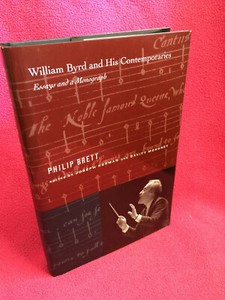 Cantus
William Byrd and His Contemporaries
Essays and a Monograph
The Noble famous Queene
PHILIP BRETT
EDITED BY JOSEPH KERMAN AND DAVITT MORONEY